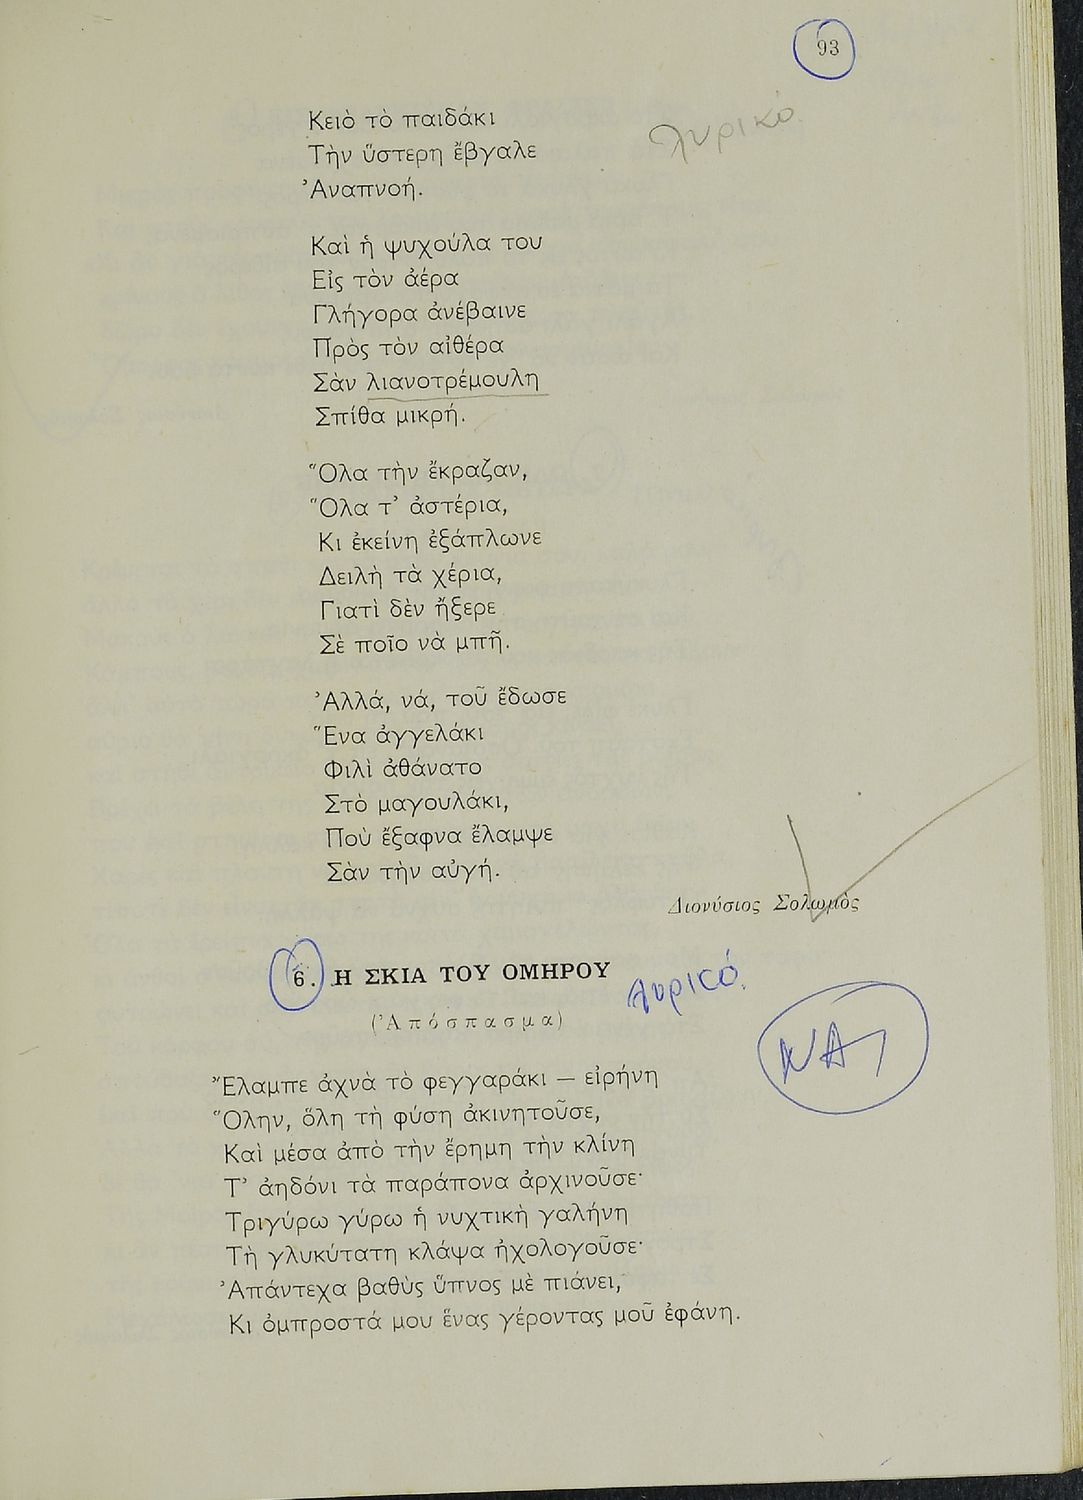 93
Κειὸ τὸ παιδάκι
λυρικό.
Τὴν ὕστερη ἔβγαλε
Ἀναπνοή.
Καὶ ἡ ψυχούλα του
Εἰς τὸν ἀέρα
Γλήγορα ἀνέβαινε
Πρὸς τὸν αἰθέρα
Σὰν λιανοτρέμουλη
Σπίθα μικρή.
Ὅλα τὴν ἔκραζαν,
Ὅλα τ' ἀστέρια,
Κι ἐκείνη ἐξάπλωνε
Δειλὴ τὰ χέρια,
Γιατὶ δὲν ἤξερε
Σὲ ποῖο νὰ μπῆ.
Ἀλλά, νά, τοῦ ἔδωσε
Ἕνα ἀγγελάκι
Φιλὶ ἀθάνατο
Στὸ μαγουλάκι,
Ποὺ ἔξαφνα ἔλαμψε
Σὰν τὴν αὐγή.
Διονύσιος Σολωμὸς
6. Η ΣΚΙΑ ΤΟΥ ΟΜΗΡΟΥ
λυρικό.
(Ἀπόσπασμα)
ΝΑΙ
Ἔλαμπε ἀχνὰ τὸ φεγγαράκι — εἰρήνη
Ὅλην, ὅλη τὴ φύση ἀκινητοῦσε,
Καὶ μέσα ἀπὸ τὴν ἔρημη τὴν κλίνη
Τ' ἀηδόνι τὰ παράπονα ἀρχινοῦσε·
Τριγύρω γύρω ἡ νυχτικὴ γαλήνη
Τὴ γλυκύτατη κλάψα ἠχολογοῦσε·
Ἀπάντεχα βαθὺς ὕπνος μὲ πιάνει,
Κι ὀμπροστά μου ἕνας γέροντας μοῦ ἐφάνη.